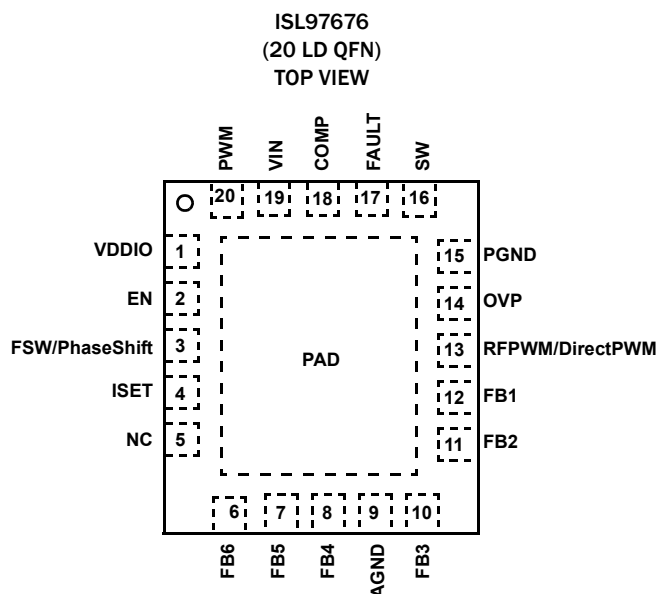 ISL97676
(20 LD QFN)
TOP VIEW
PWM
VIN
COMP
FAULT
SW
20
19
18
17
16
VDDIO
1
EN
2
FSW/PhaseShift
3
ISET
4
NC
5
PAD
15
PGND
14
OVP
13
RFPWM/DirectPWM
12
FB1
11
FB2
6
7
8
9
10
FB6
FB5
FB4
AGND
FB3